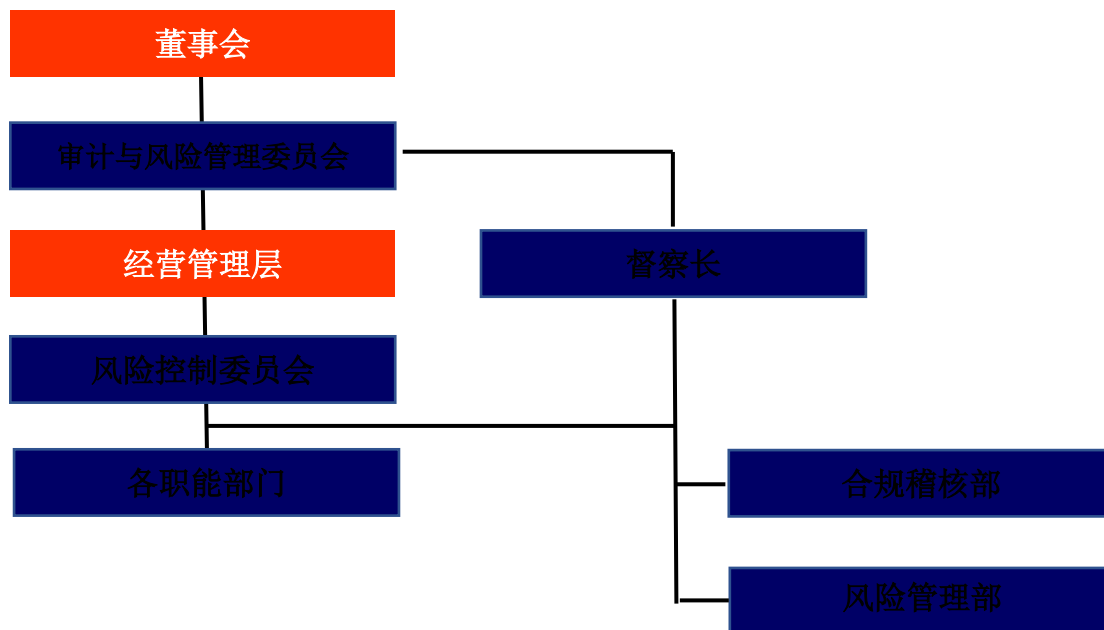 董事会
审计与风险管理委员会
经营管理层
督察长
风险控制委员会
各职能部门
合规稽核部
风险管理部